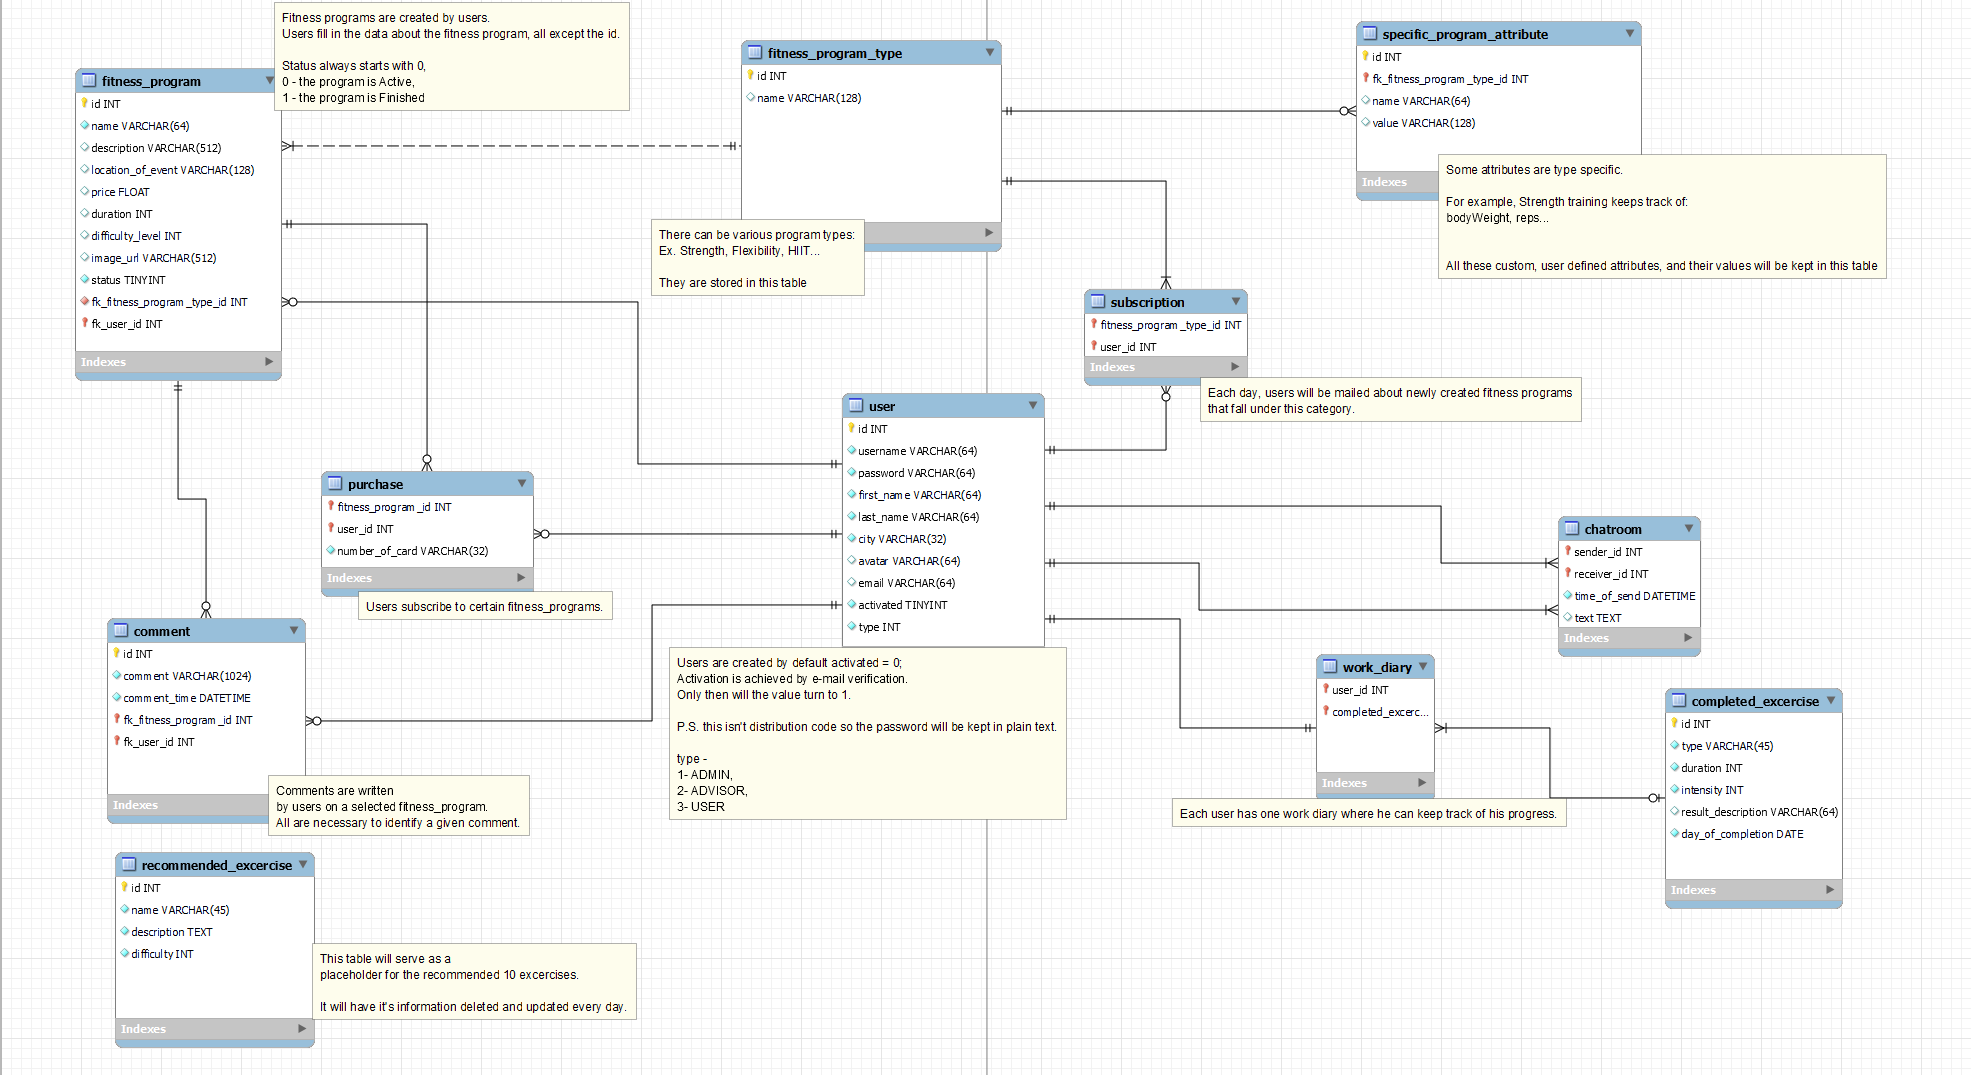 Fitness programs are created by users.
Users fill in the data about the fitness program, all except the id.
Status always starts with 0,
0 - the program is Active,
1 - the program is Finished
fitness_program
id INT
name VARCHAR(64)
description VARCHAR(512)
location_of_event VARCHAR(128)
price FLOAT
duration INT
difficulty_level INT
image_url VARCHAR(512)
status TINYINT
fk_fitness_program_type_id INT
fk_user_id INT
Indexes
fitness_program_type
id INT
name VARCHAR(128)
There can be various program types:
Ex. Strength, Flexibility, HIIT...
They are stored in this table
specific_program_attribute
id INT
fk_fitness_program_type_id INT
name VARCHAR(64)
value VARCHAR(128)
Indexes
Some attributes are type specific.
For example, Strength training keeps track of:
bodyWeight, reps...
All these custom, user defined attributes, and their values will be kept in this table
subscription
fitness_program_type_id INT
user_id INT
Indexes
Each day, users will be mailed about newly created fitness programs
that fall under this category.
user
id INT
username VARCHAR(64)
password VARCHAR(64)
first_name VARCHAR(64)
last_name VARCHAR(64)
city VARCHAR(32)
avatar VARCHAR(64)
email VARCHAR(64)
activated TINYINT
type INT
Users are created by default activated = 0;
Activation is achieved by e-mail verification.
Only then will the value turn to 1.
P.S. this isn't distribution code so the password will be kept in plain text.
type -
1- ADMIN,
2- ADVISOR,
3- USER
purchase
fitness_program_id INT
user_id INT
number_of_card VARCHAR(32)
Indexes
Users subscribe to certain fitness_programs.
chatroom
sender_id INT
receiver_id INT
time_of_send DATETIME
text TEXT
Indexes
comment
id INT
comment VARCHAR(1024)
comment_time DATETIME
fk_fitness_program_id INT
fk_user_id INT
Indexes
Comments are written
by users on a selected fitness_program.
All are necessary to identify a given comment.
work_diary
user_id INT
completed_excerc...
Indexes
Each user has one work diary where he can keep track of his progress.
completed_excercise
id INT
type VARCHAR(45)
duration INT
intensity INT
result_description VARCHAR(64)
day_of_completion DATE
Indexes
recommended_excercise
id INT
name VARCHAR(45)
description TEXT
difficulty INT
Indexes
This table will serve as a
placeholder for the recommended 10 excercises.
It will have it's information deleted and updated every day.